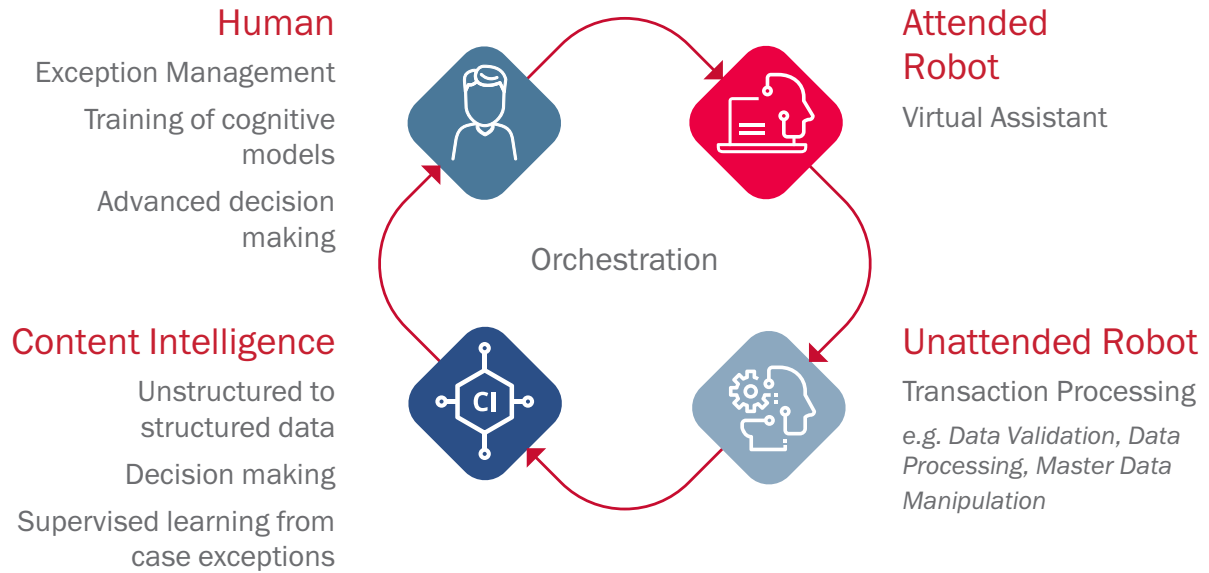 Human
Exception Management
Training of cognitive
models
Advanced decision
making
Attended
Robot
Virtual Assistant
Orchestration
Content Intelligence
Unstructured to
structured data
Decision making
Supervised learning from
case exceptions
CI
Unattended Robot
Transaction Processing
e.g. Data Validation, Data
Processing, Master Data
Manipulation